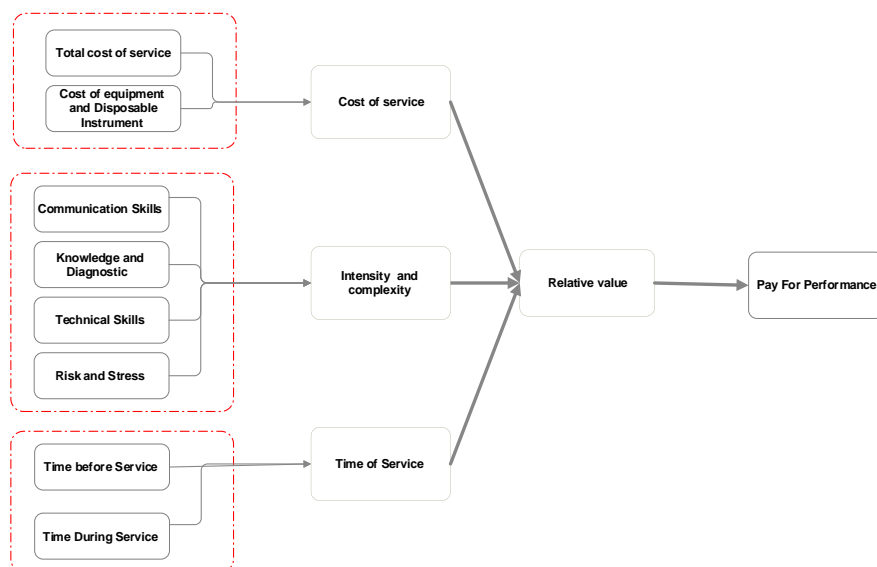 Total cost of service
Cost of equipment
and Disposable
Instrument
Cost of service
Communication Skills
Knowledge and
Diagnostic
Technical Skills
Risk and Stress
Intensity and
complexity
Relative value
Pay For Performance
Time before Service
Time During Service
Time of Service